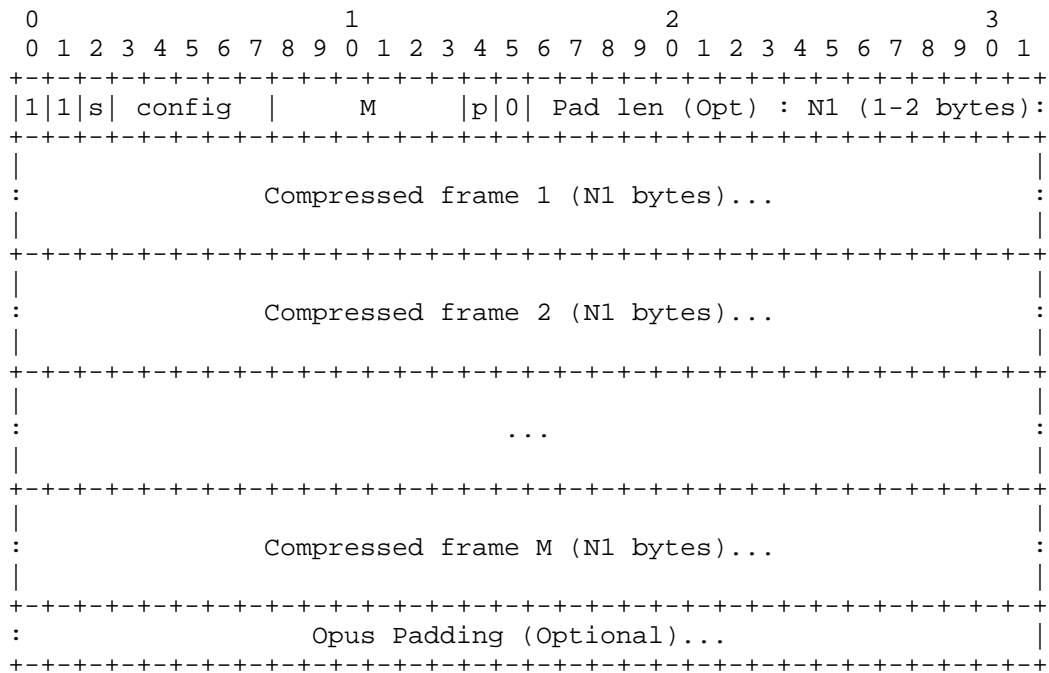 0                   1                   2                   3
 0 1 2 3 4 5 6 7 8 9 0 1 2 3 4 5 6 7 8 9 0 1 2 3 4 5 6 7 8 9 0 1
+-+-+-+-+-+-+-+-+-+-+-+-+-+-+-+-+-+-+-+-+-+-+-+-+-+-+-+-+-+-+-+-+
|1|1|s| config  |     M     |p|0| Pad len (Opt) : N1 (1-2 bytes):
+-+-+-+-+-+-+-+-+-+-+-+-+-+-+-+-+-+-+-+-+-+-+-+-+-+-+-+-+-+-+-+-+
|                                                               |
:               Compressed frame 1 (N1 bytes)...                :
|                                                               |
+-+-+-+-+-+-+-+-+-+-+-+-+-+-+-+-+-+-+-+-+-+-+-+-+-+-+-+-+-+-+-+-+
|                                                               |
:               Compressed frame 2 (N1 bytes)...                :
|                                                               |
+-+-+-+-+-+-+-+-+-+-+-+-+-+-+-+-+-+-+-+-+-+-+-+-+-+-+-+-+-+-+-+-+
|                                                               |
:                              ...                              :
|                                                               |
+-+-+-+-+-+-+-+-+-+-+-+-+-+-+-+-+-+-+-+-+-+-+-+-+-+-+-+-+-+-+-+-+
|                                                               |
:               Compressed frame M (N1 bytes)...                :
|                                                               |
+-+-+-+-+-+-+-+-+-+-+-+-+-+-+-+-+-+-+-+-+-+-+-+-+-+-+-+-+-+-+-+-+
:                  Opus Padding (Optional)...                   |
+-+-+-+-+-+-+-+-+-+-+-+-+-+-+-+-+-+-+-+-+-+-+-+-+-+-+-+-+-+-+-+-+